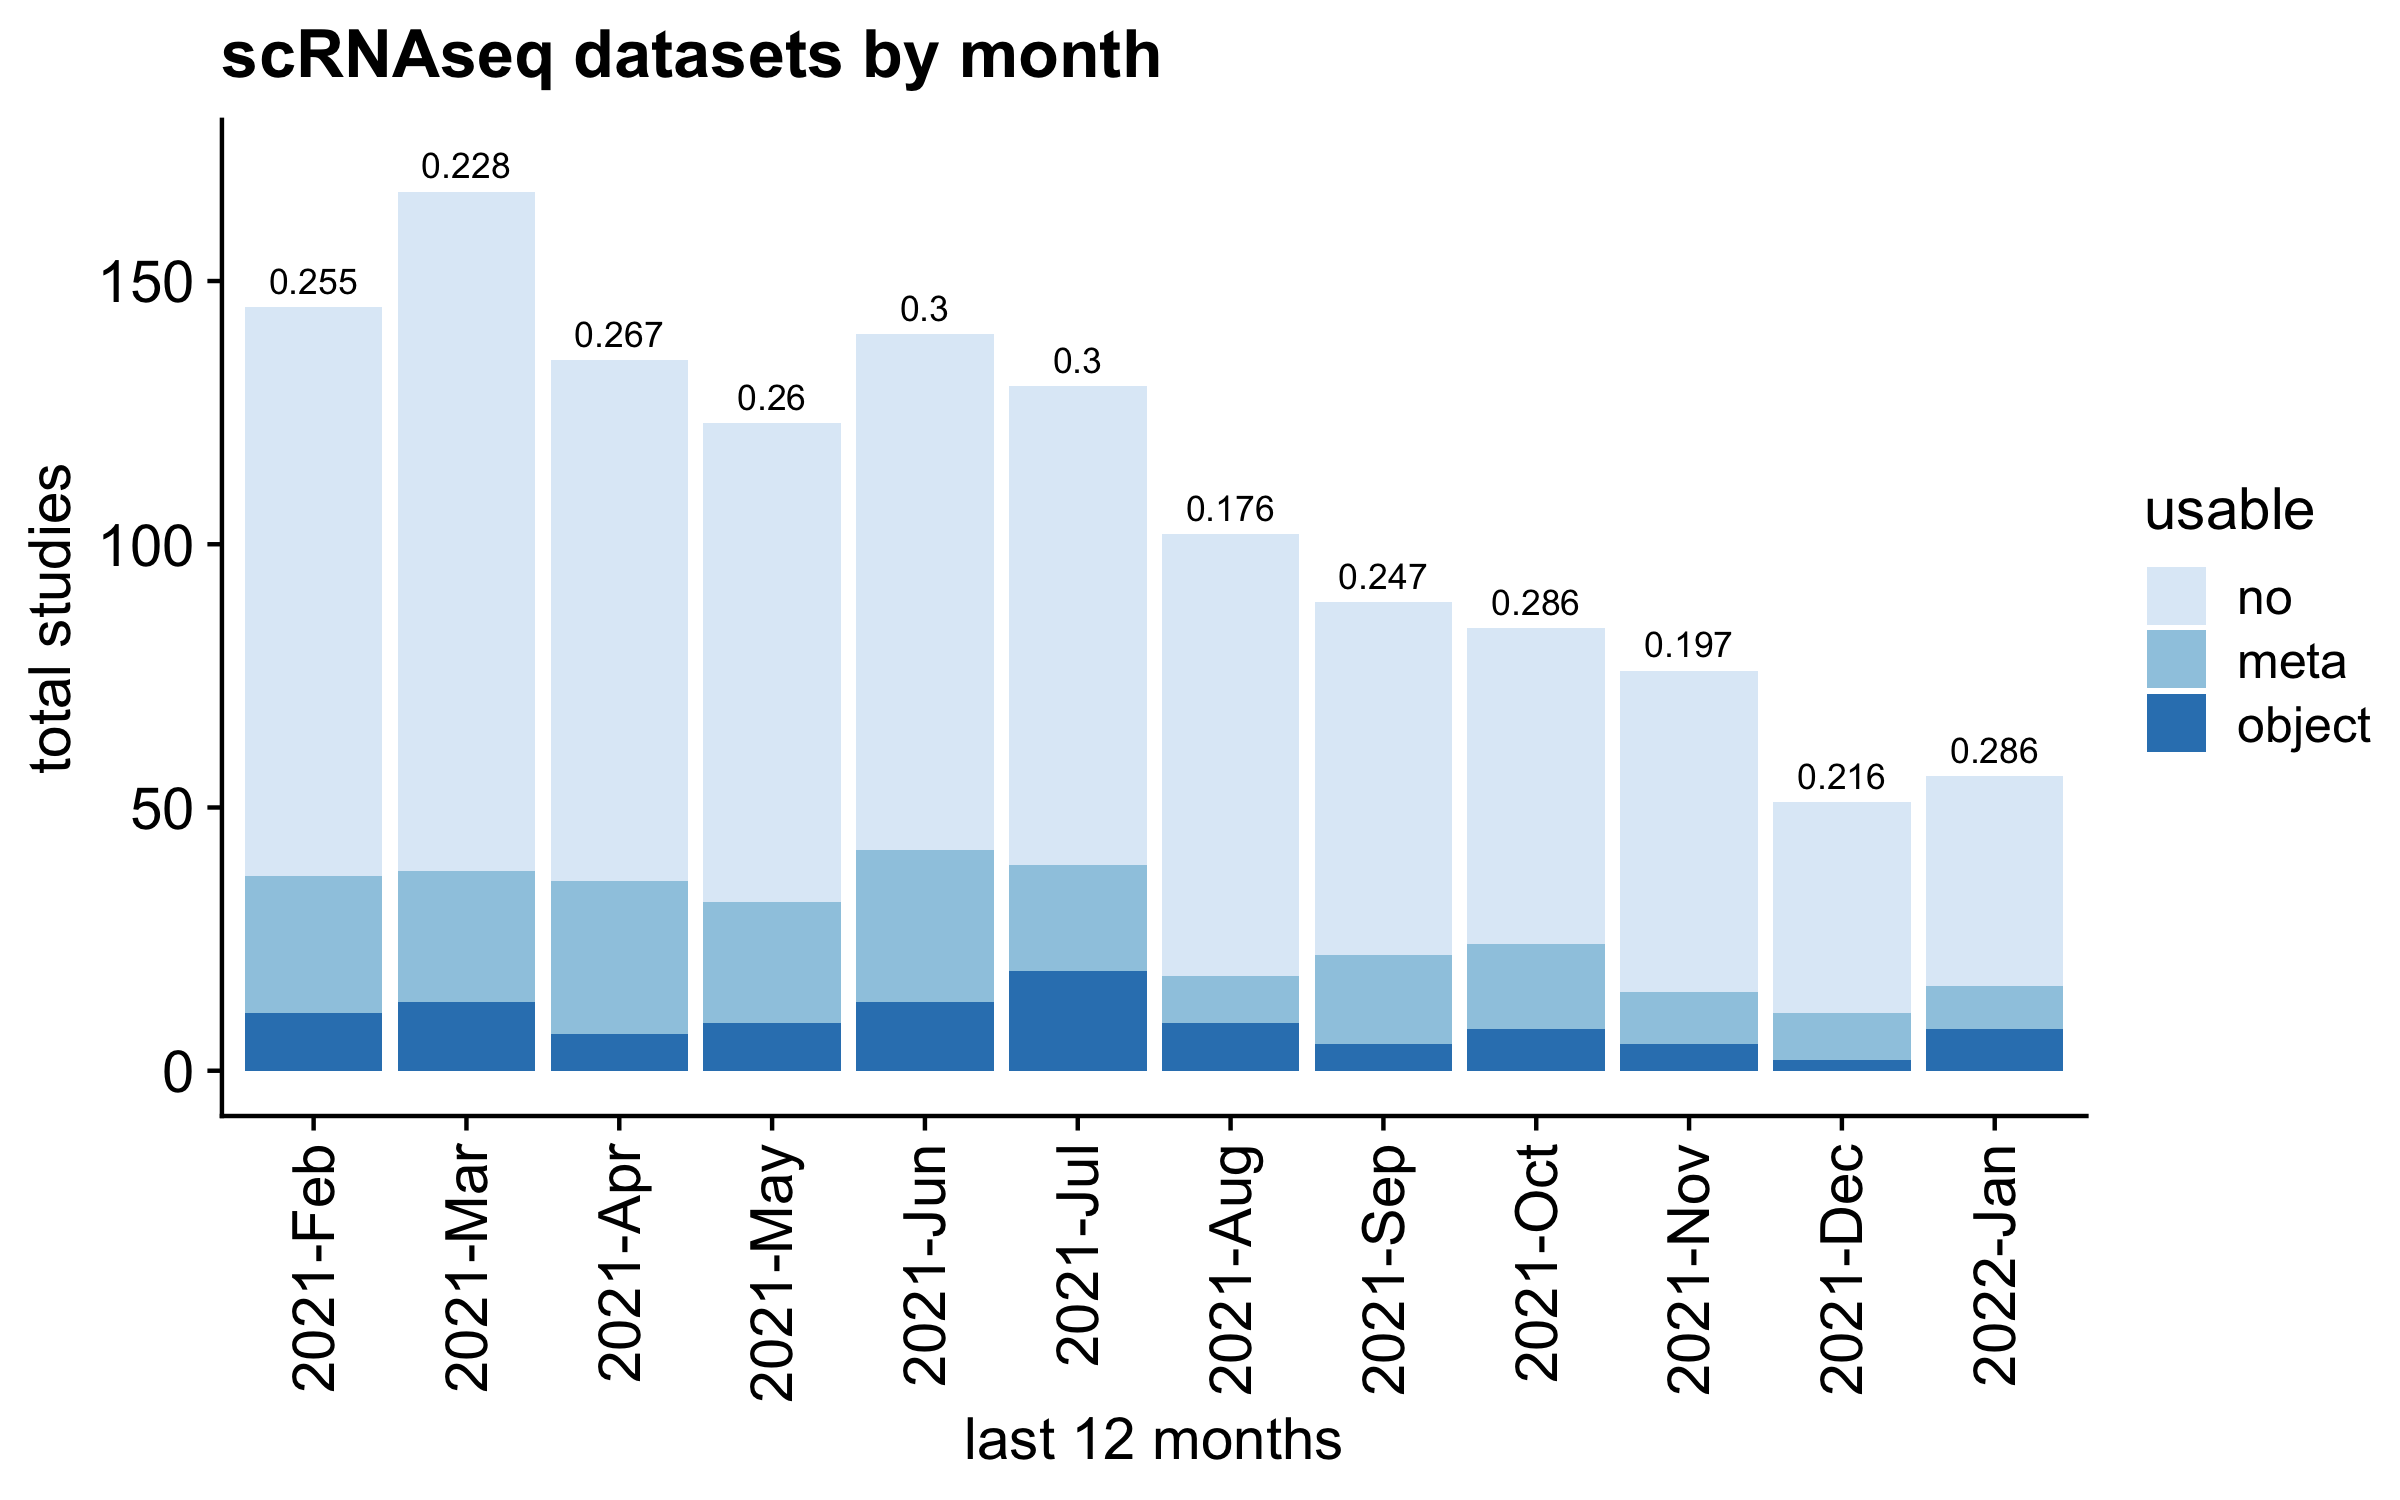 scRNAseq datasets by month
total studies
150
100
50
0
0.255
0.228
0.267
0.26
0.3
0.3
0.176
0.247
0.286
0.197
0.216
0.286
usable
no
meta
object
2021-Feb
2021-Mar
2021-Apr
2021-May
2021-Jun
2021-Jul
2021-Aug
2021-Sep
2021-Oct
2021-Nov
2021-Dec
2022-Jan
last 12 months